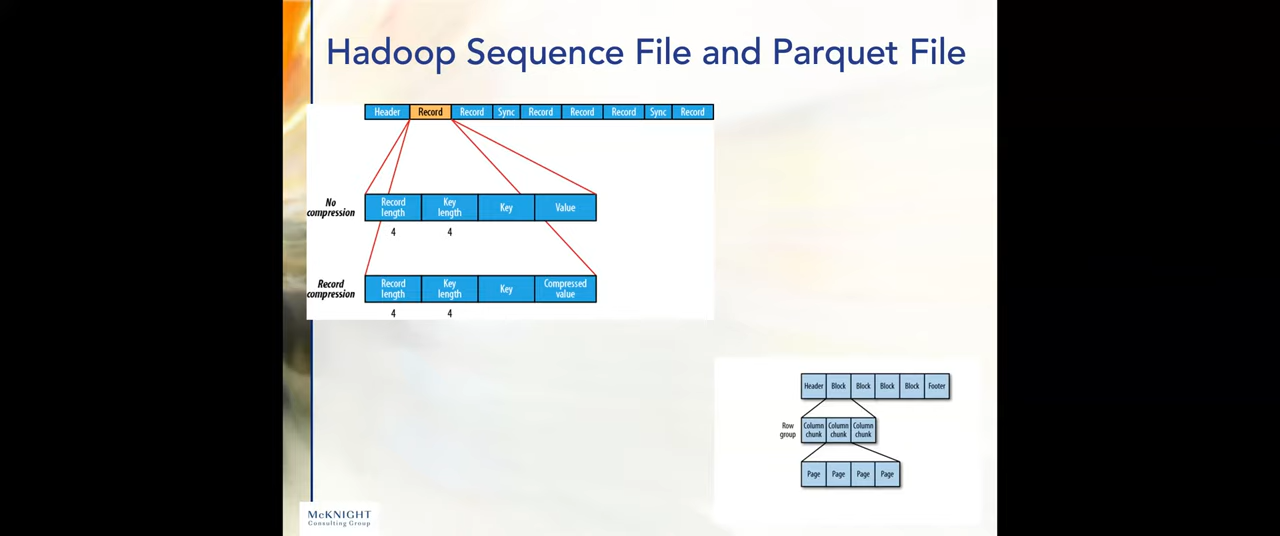 Hadoop Sequence File and Parquet File
Header Record Record Sync Record Record Record Sync Record
No
compression
Record
length
Key
length
Key
Value
4 4
Record
compression
Record
length
Key
length
Key
Compressed
value
4 4
Header Block Block Block Block Footer
Row
group
Column
chunk
Column
chunk
Column
chunk
Page Page Page Page
McKNIGHT
Consulting Group